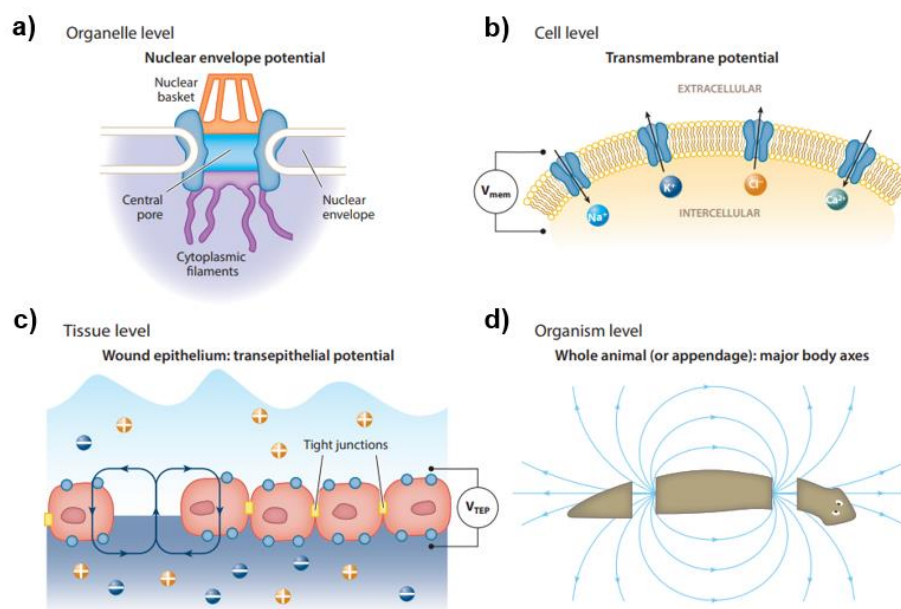 a)
Organelle level
Nuclear envelope potential
Nuclear
basket
Central
pore
Nuclear
envelope
Cytoplasmic
filaments
b)
Cell level
Transmembrane potential
EXTRACELLULAR
Vmem
Na⁺
K⁺
Cl⁻
Ca²⁺
INTERCELLULAR
c)
Tissue level
Wound epithelium: transepithelial potential
Tight junctions
VTEP
d)
Organism level
Whole animal (or appendage): major body axes